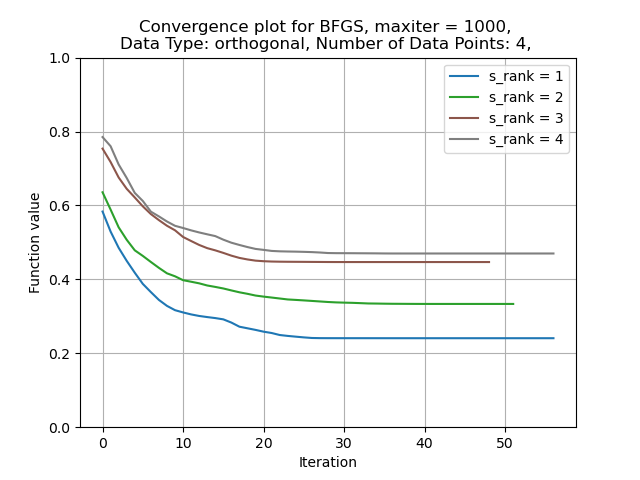 Convergence plot for BFGS, maxiter = 1000,
Data Type: orthogonal, Number of Data Points: 4,
s_rank = 1
s_rank = 2
s_rank = 3
s_rank = 4
Function value
1.0
0.8
0.6
0.4
0.2
0.0
0 10 20 30 40 50
Iteration